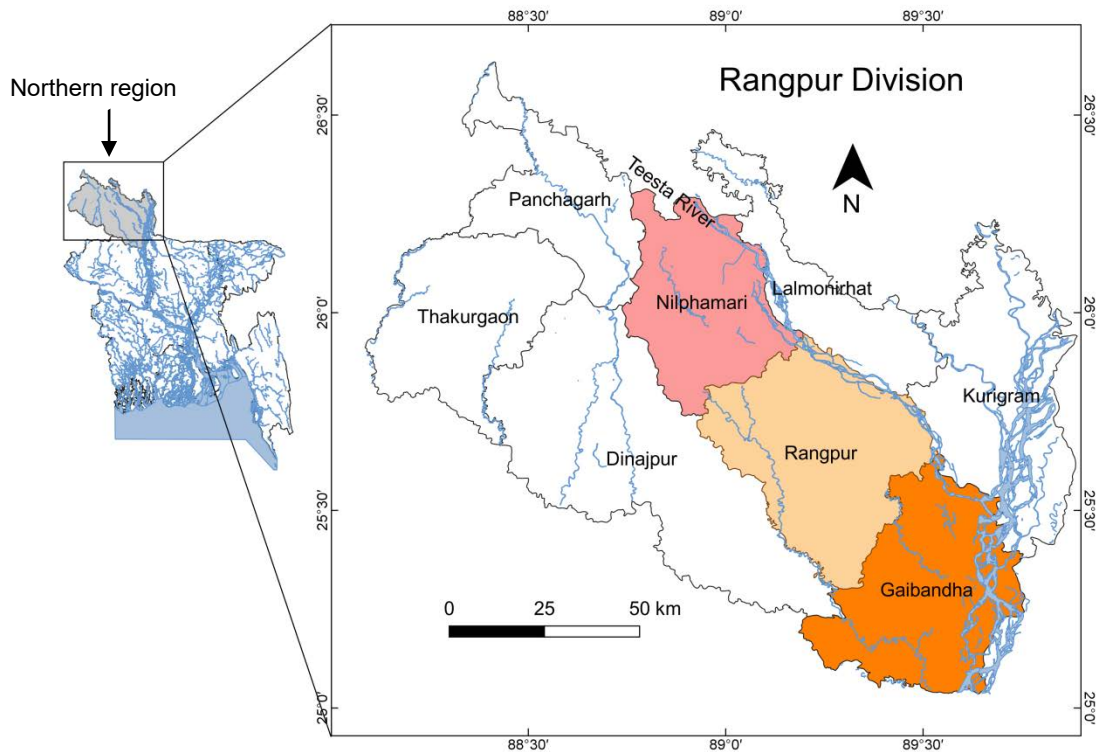 Northern region
88°30′
89°0′
89°30′
Rangpur Division
26°30′
26°30′
N
Teesta River
Panchagarh
Nilphamari
Lalmonirhat
26°0′
26°0′
Thakurgaon
Kurigram
Dinajpur
Rangpur
25°30′
25°30′
Gaibandha
0 25 50 km
25°0′
25°0′
88°30′
89°0′
89°30′